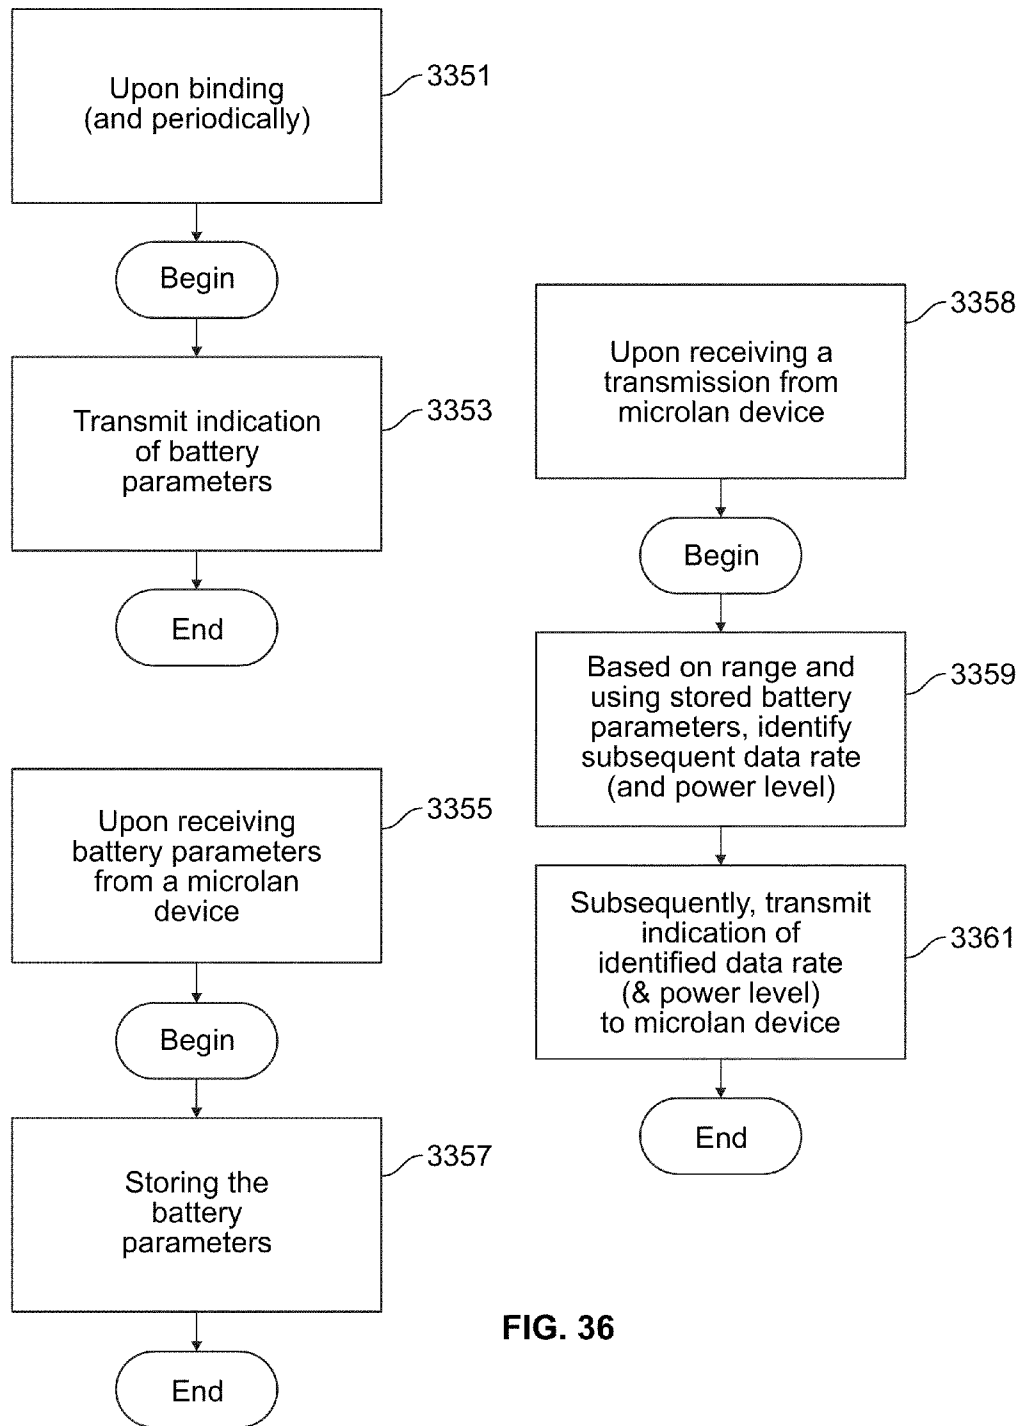 Upon binding
(and periodically)
3351
Begin
Transmit indication
of battery
parameters
3353
End
Upon receiving
battery parameters
from a microlan
device
3355
Begin
Storing the
battery
parameters
3357
End
Upon receiving a
transmission from
microlan device
3358
Begin
Based on range and
using stored battery
parameters, identify
subsequent data rate
(and power level)
3359
Subsequently, transmit
indication of
identified data rate
(& power level)
to microlan device
3361
End
FIG. 36